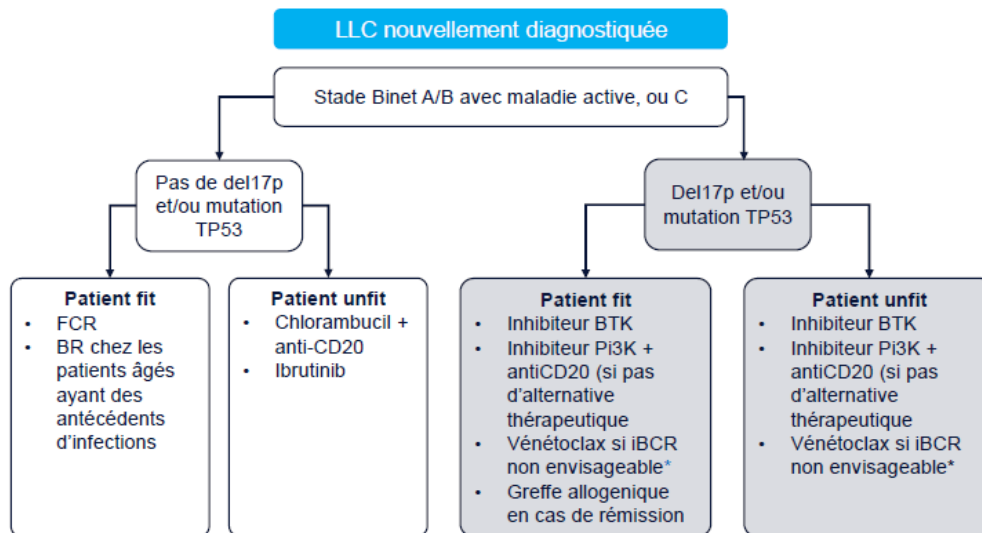 LLC nouvellement diagnostiquée
Stade Binet A/B avec maladie active, ou C
Pas de del17p
et/ou mutation
TP53
Del17p et/ou
mutation TP53
Patient fit
• FCR
• BR chez les
patients âgés
ayant des
antécédents
d’infections
Patient unfit
• Chlorambucil +
anti-CD20
• Ibrutinib
Patient fit
• Inhibiteur BTK
• Inhibiteur Pi3K +
antiCD20 (si pas
d’alternative
thérapeutique
• Vénétoclax si iBCR
non envisageable*
• Greffe allogenique
en cas de rémission
Patient unfit
• Inhibiteur BTK
• Inhibiteur Pi3K +
antiCD20 (si pas
d’alternative
thérapeutique
• Vénétoclax si iBCR
non envisageable*